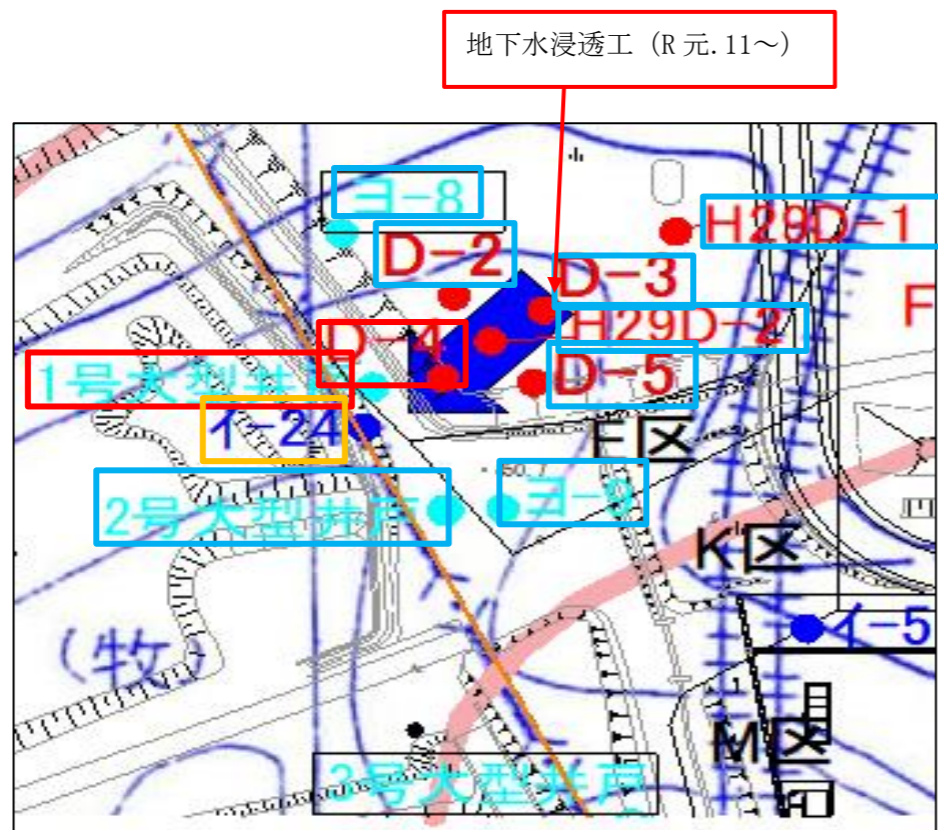 地下水浸透工（R元.11～）
ヨ-8
H29D-1
D-2
D-3
F
H29D-2
D-4
1号大型井戸
D-5
イ-24
E区
2号大型井戸
ヨ-9
K区
(牧)
イ-5
M区
3号大型井戸